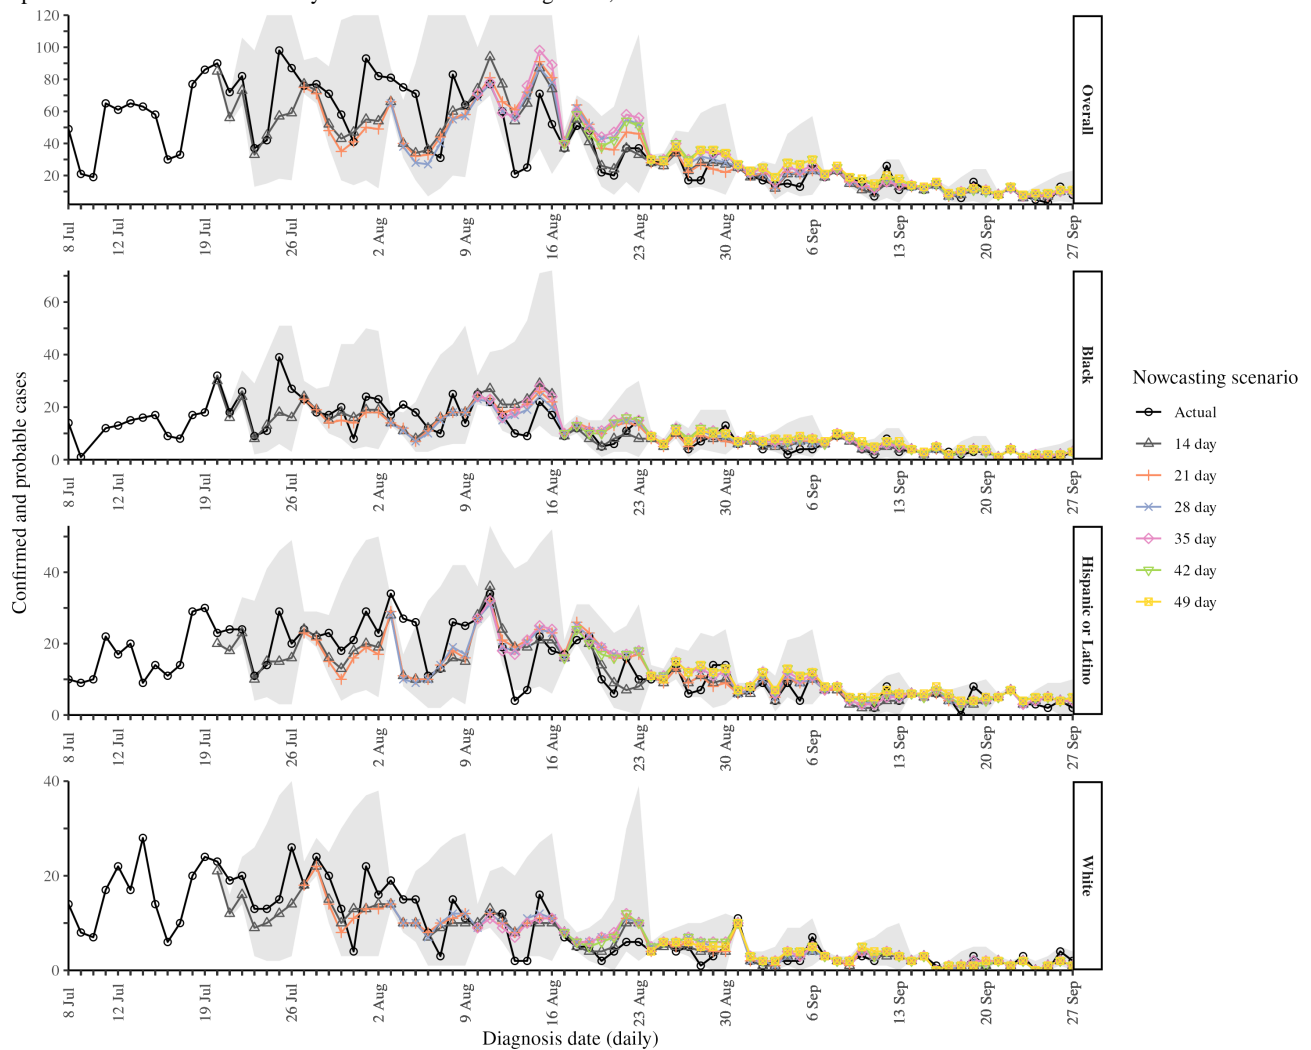 120
100
80
60
40
20
8 Jul
12 Jul
19 Jul
26 Jul
2 Aug
9 Aug
16 Aug
23 Aug
30 Aug
6 Sep
13 Sep
20 Sep
27 Sep
Overall
60
40
20
0
8 Jul
12 Jul
19 Jul
26 Jul
2 Aug
9 Aug
16 Aug
23 Aug
30 Aug
6 Sep
13 Sep
20 Sep
27 Sep
Black
Confirmed and probable cases
40
20
0
8 Jul
12 Jul
19 Jul
26 Jul
2 Aug
9 Aug
16 Aug
23 Aug
30 Aug
6 Sep
13 Sep
20 Sep
27 Sep
Hispanic or Latino
40
20
0
8 Jul
12 Jul
19 Jul
26 Jul
2 Aug
9 Aug
16 Aug
23 Aug
30 Aug
6 Sep
13 Sep
20 Sep
27 Sep
White
Diagnosis date (daily)
Nowcasting scenario
Actual
14 day
21 day
28 day
35 day
42 day
49 day